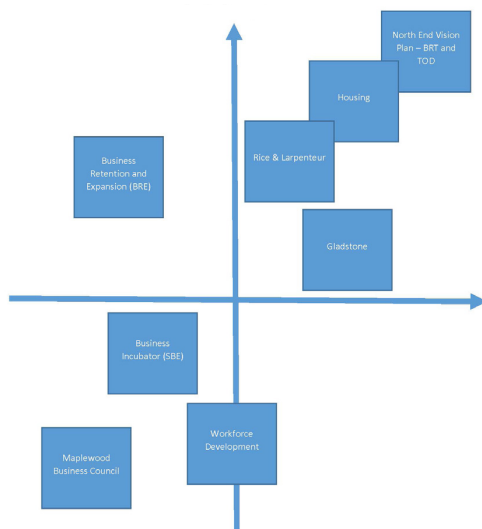 North End Vision
Plan – BRT and
TOD
Housing
Rice & Larpenteur
Business
Retention and
Expansion (BRE)
Gladstone
Business
Incubator (SBE)
Workforce
Development
Maplewood
Business Council